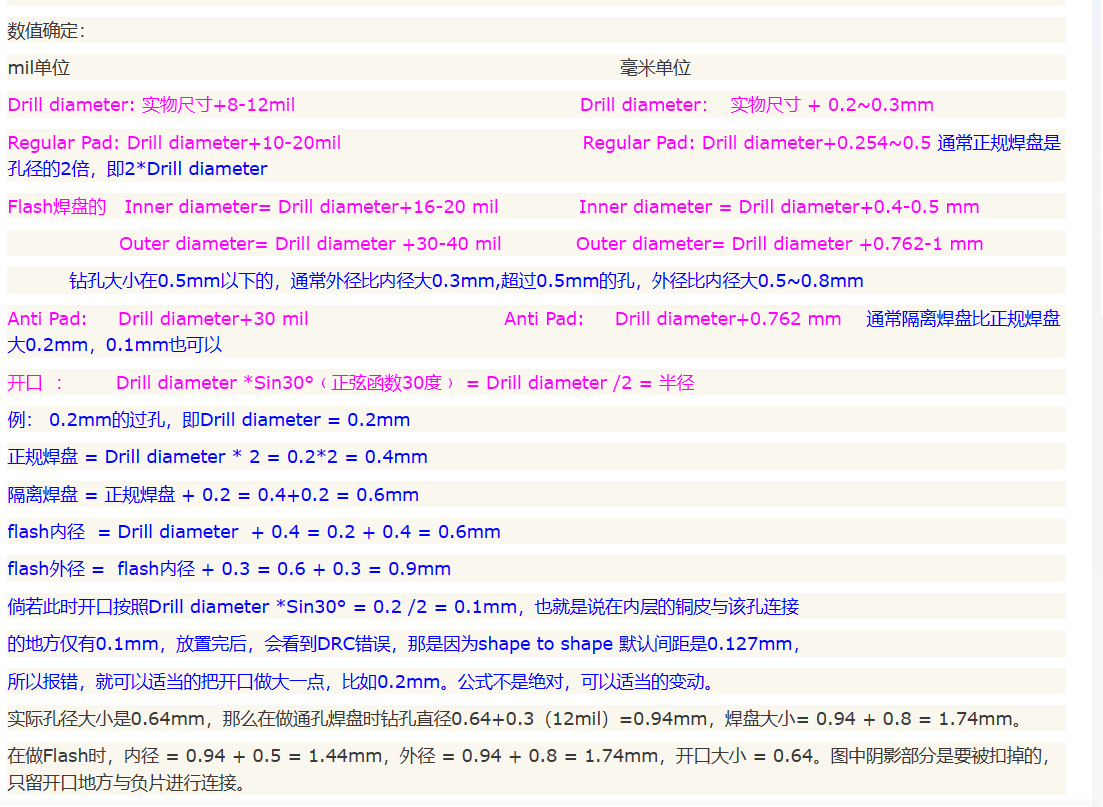 数值确定：
mil单位 毫米单位
Drill diameter: 实物尺寸+8-12mil Drill diameter： 实物尺寸 + 0.2~0.3mm
Regular Pad: Drill diameter+10-20mil Regular Pad: Drill diameter+0.254~0.5 通常正规焊盘是
孔径的2倍，即2*Drill diameter
Flash焊盘的 Inner diameter= Drill diameter+16-20 mil Inner diameter = Drill diameter+0.4-0.5 mm
Outer diameter= Drill diameter +30-40 mil Outer diameter= Drill diameter +0.762-1 mm
钻孔大小在0.5mm以下的，通常外径比内径大0.3mm,超过0.5mm的孔，外径比内径大0.5~0.8mm
Anti Pad: Drill diameter+30 mil Anti Pad: Drill diameter+0.762 mm 通常隔离焊盘比正规焊盘
大0.2mm，0.1mm也可以
开口 ： Drill diameter *Sin30°﹙正弦函数30度﹚ = Drill diameter /2 = 半径
例： 0.2mm的过孔，即Drill diameter = 0.2mm
正规焊盘 = Drill diameter * 2 = 0.2*2 = 0.4mm
隔离焊盘 = 正规焊盘 + 0.2 = 0.4+0.2 = 0.6mm
flash内径 = Drill diameter + 0.4 = 0.2 + 0.4 = 0.6mm
flash外径 = flash内径 + 0.3 = 0.6 + 0.3 = 0.9mm
倘若此时开口按照Drill diameter *Sin30° = 0.2 /2 = 0.1mm，也就是说在内层的铜皮与该孔连接
的地方仅有0.1mm，放置完后，会看到DRC错误，那是因为shape to shape 默认间距是0.127mm，
所以报错，就可以适当的把开口做大一点，比如0.2mm。公式不是绝对，可以适当的变动。
实际孔径大小是0.64mm，那么在做通孔焊盘时钻孔直径0.64+0.3（12mil）=0.94mm，焊盘大小= 0.94 + 0.8 = 1.74mm。
在做Flash时，内径 = 0.94 + 0.5 = 1.44mm，外径 = 0.94 + 0.8 = 1.74mm，开口大小 = 0.64。图中阴影部分是要被扣掉的，
只留开口地方与负片进行连接。